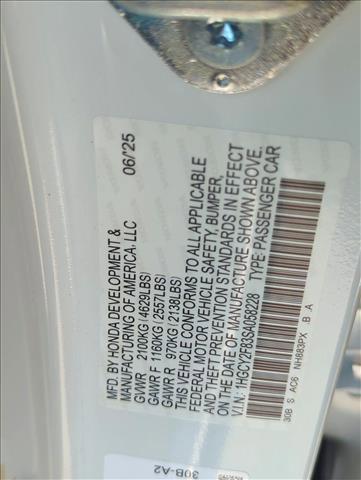 MFD. BY HONDA DEVELOPMENT & 06/25
MANUFACTURING OF AMERICA, LLC
GVWR 2100KG (4629LBS)
GAWR F 1160KG (2557LBS)
GAWR R 970KG (2138LBS)
THIS VEHICLE CONFORMS TO ALL APPLICABLE
FEDERAL MOTOR VEHICLE SAFETY, BUMPER,
AND THEFT PREVENTION STANDARDS IN EFFECT
ON THE DATE OF MANUFACTURE SHOWN ABOVE.
V.I.N.: 1HGCY2F83SA068228 TYPE:PASSENGER CAR
30B S AC6 NH883PX B .A
30B-A2